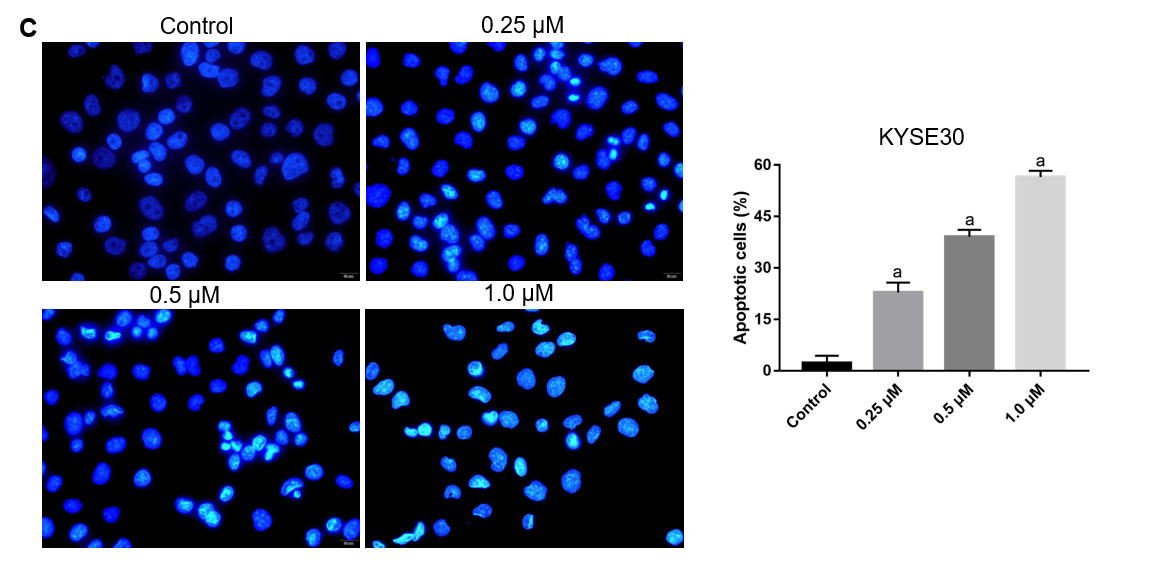 C
Control
0.25 µM
0.5 µM
1.0 µM
KYSE30
Apoptotic cells (%)
60
45
30
15
0
a
a
a
Control
0.25 µM
0.5 µM
1.0 µM